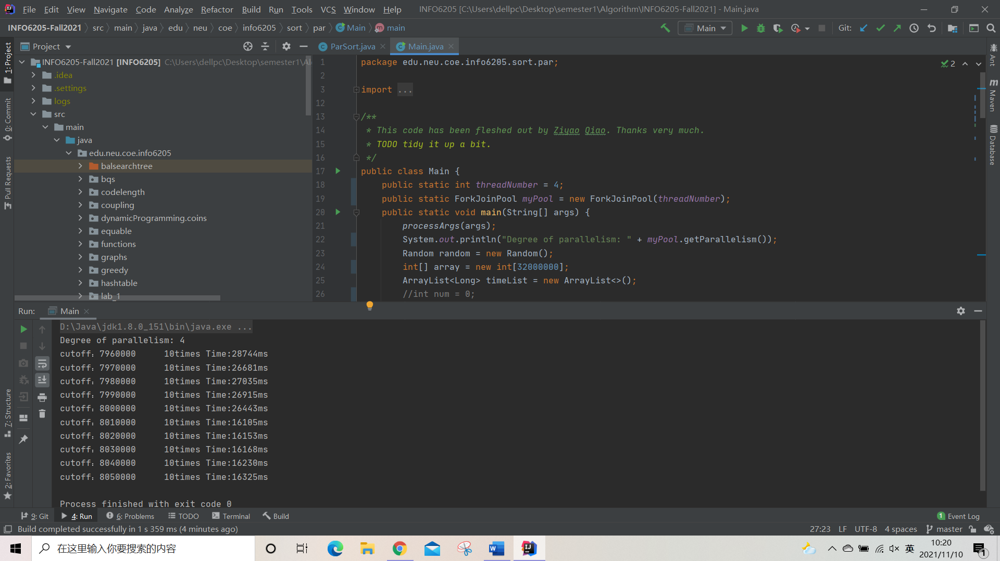 File Edit View Navigate Code Analyze Refactor Build Run Tools VCS Window Help INFO6205 [C:\Users\dellpc\Desktop\semester1\Algorithm\INFO6205-Fall2021] - Main.java
INFO6205-Fall2021 src main java edu neu coe info6205 sort par Main main
Main
Git:
Project
ParSort.java
Main.java
1: Project
0: Commit
Pull Requests
7: Structure
2: Favorites
INFO6205-Fall2021 [INFO6205] C:\Users\dellpc\Desktop\semester1\Al
.idea
.settings
logs
src
main
java
edu.neu.coe.info6205
balsearchtree
bqs
codelength
coupling
dynamicProgramming.coins
equable
functions
graphs
greedy
hashtable
lab_1
1 package edu.neu.coe.info6205.sort.par;
2
3 import ...
12
13 /**
14 * This code has been fleshed out by Ziyao Qiao. Thanks very much.
15 * TODO tidy it up a bit.
16 */
17 public class Main {
18 public static int threadNumber = 4;
19 public static ForkJoinPool myPool = new ForkJoinPool(threadNumber);
20 public static void main(String[] args) {
21 processArgs(args);
22 System.out.println("Degree of parallelism: " + myPool.getParallelism());
23 Random random = new Random();
24 int[] array = new int[32000000];
25 ArrayList<Long> timeList = new ArrayList<>();
26 //int num = 0;
2
Ant
Maven
Database
Run: Main
D:\Java\jdk1.8.0_151\bin\java.exe ...
Degree of parallelism: 4
cutoff：7960000 10times Time:28744ms
cutoff：7970000 10times Time:26681ms
cutoff：7980000 10times Time:27035ms
cutoff：7990000 10times Time:26915ms
cutoff：8000000 10times Time:26443ms
cutoff：8010000 10times Time:16105ms
cutoff：8020000 10times Time:16153ms
cutoff：8030000 10times Time:16168ms
cutoff：8040000 10times Time:16230ms
cutoff：8050000 10times Time:16325ms
Process finished with exit code 0
9: Git 4: Run 6: Problems TODO Terminal Build 1 Event Log
Build completed successfully in 1 s 359 ms (4 minutes ago) 27:23 LF UTF-8 4 spaces master
在这里输入你要搜索的内容
英
10:20
2021/11/10
1